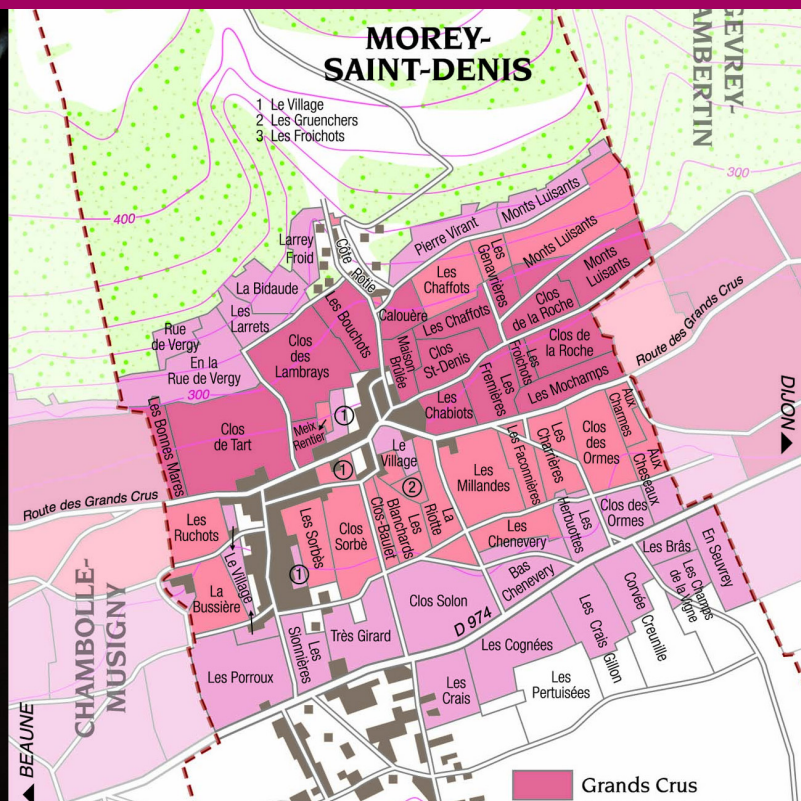 MOREY-
SAINT-DENIS
GEVREY-
CHAMBERTIN
1 Le Village
2 Les Gruenchers
3 Les Froichots
300
400
Monts Luisants
Pierre Virant
Larrey
Froid
Côte
Rôtie
Les
Genavrières
Monts Luisants
Monts
Luisants
Les
Chaffots
La Bidaude
Les
Larrets
Les Bouchots
Calouère
Les Chaffots
Clos
de la Roche
Route des Grands Crus
Rue
de Vergy
En la
Rue de Vergy
300
Clos
des
Lambrays
Maison
Brûlée
Clos
St-Denis
Les
Froichots
Clos de
la Roche
Fremières
Les
Les Mochamps
Les
Chabiots
DIJON
Les Bonnes Mares
Clos
de Tart
Meix
Rentier
1
1
Le
Village
2
Les
Millandes
Les Faconnières
Les
Charrières
Clos
des
Ormes
Aux
Charmes
Aux
Cheseaux
Route des Grands Crus
Les
Ruchots
Le Village
La
Bussière
Les Sorbès
1
Clos
Sorbè
Clos-Baulet
Les
Blanchards
La
Riotte
Les
Chenevery
Les
Herbuottes
Clos des
Ormes
Les Brâs
En Seuvrey
Les Champs
de la Vigne
CHAMBOLLE-
MUSIGNY
Bas
Chenevery
Clos Solon
D 974
Très Girard
Les
Sionnières
Les Porroux
Les Cognées
Les Crais
Gillon
Corvée
Creunille
Les
Crais
Les
Pertuisées
BEAUNE
Grands Crus